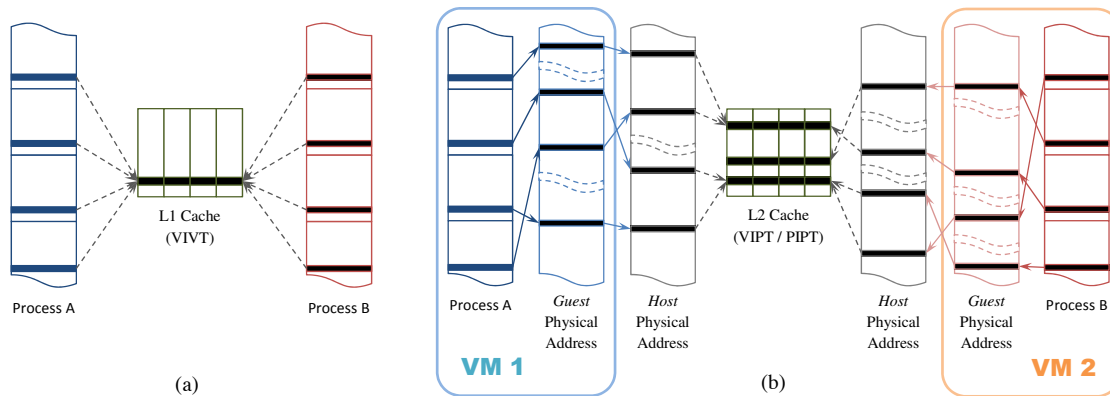 L1 Cache
(VIVT)
Process A
Process B
(a)
L2 Cache
(VIPT / PIPT)
Process A
Guest
Physical
Address
Host
Physical
Address
Host
Physical
Address
Guest
Physical
Address
Process B
VM 1
(b)
VM 2